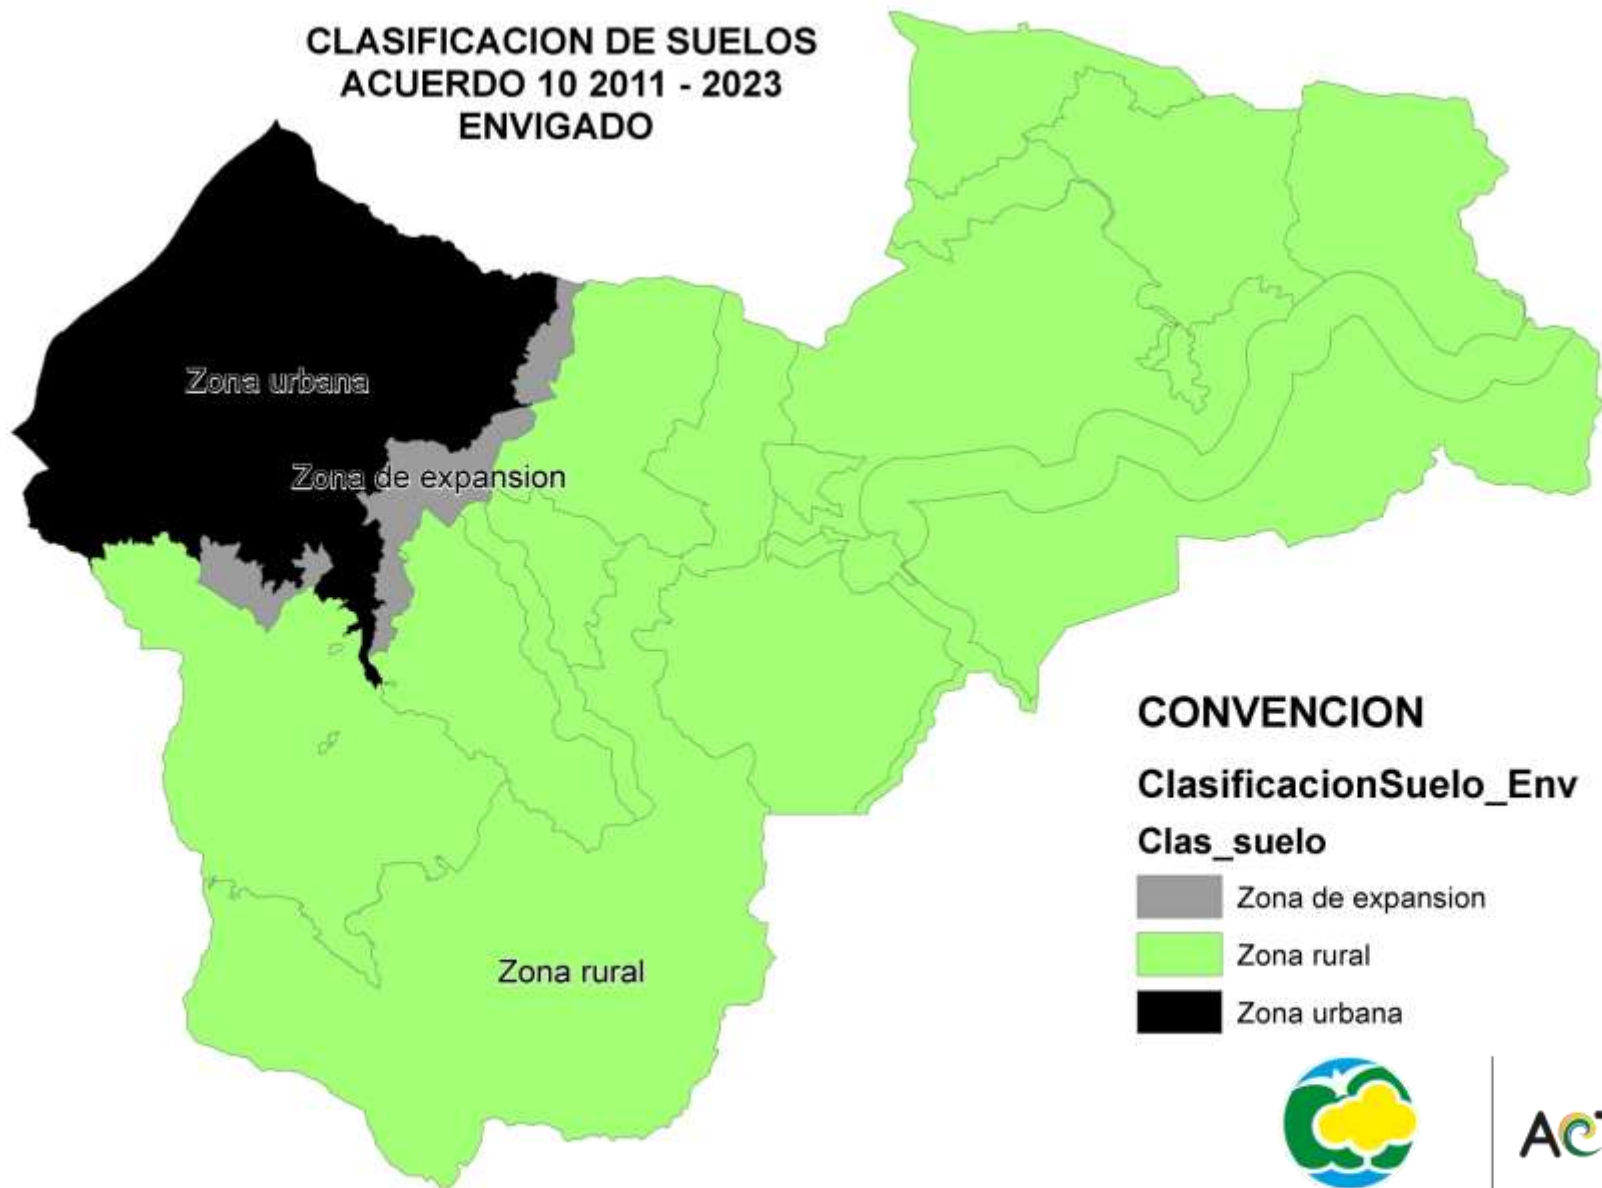 CLASIFICACION DE SUELOS
ACUERDO 10 2011 - 2023
ENVIGADO
Zona urbana
Zona de expansion
Zona rural
CONVENCION
ClasificacionSuelo_Env
Clas_suelo
Zona de expansion
Zona rural
Zona urbana